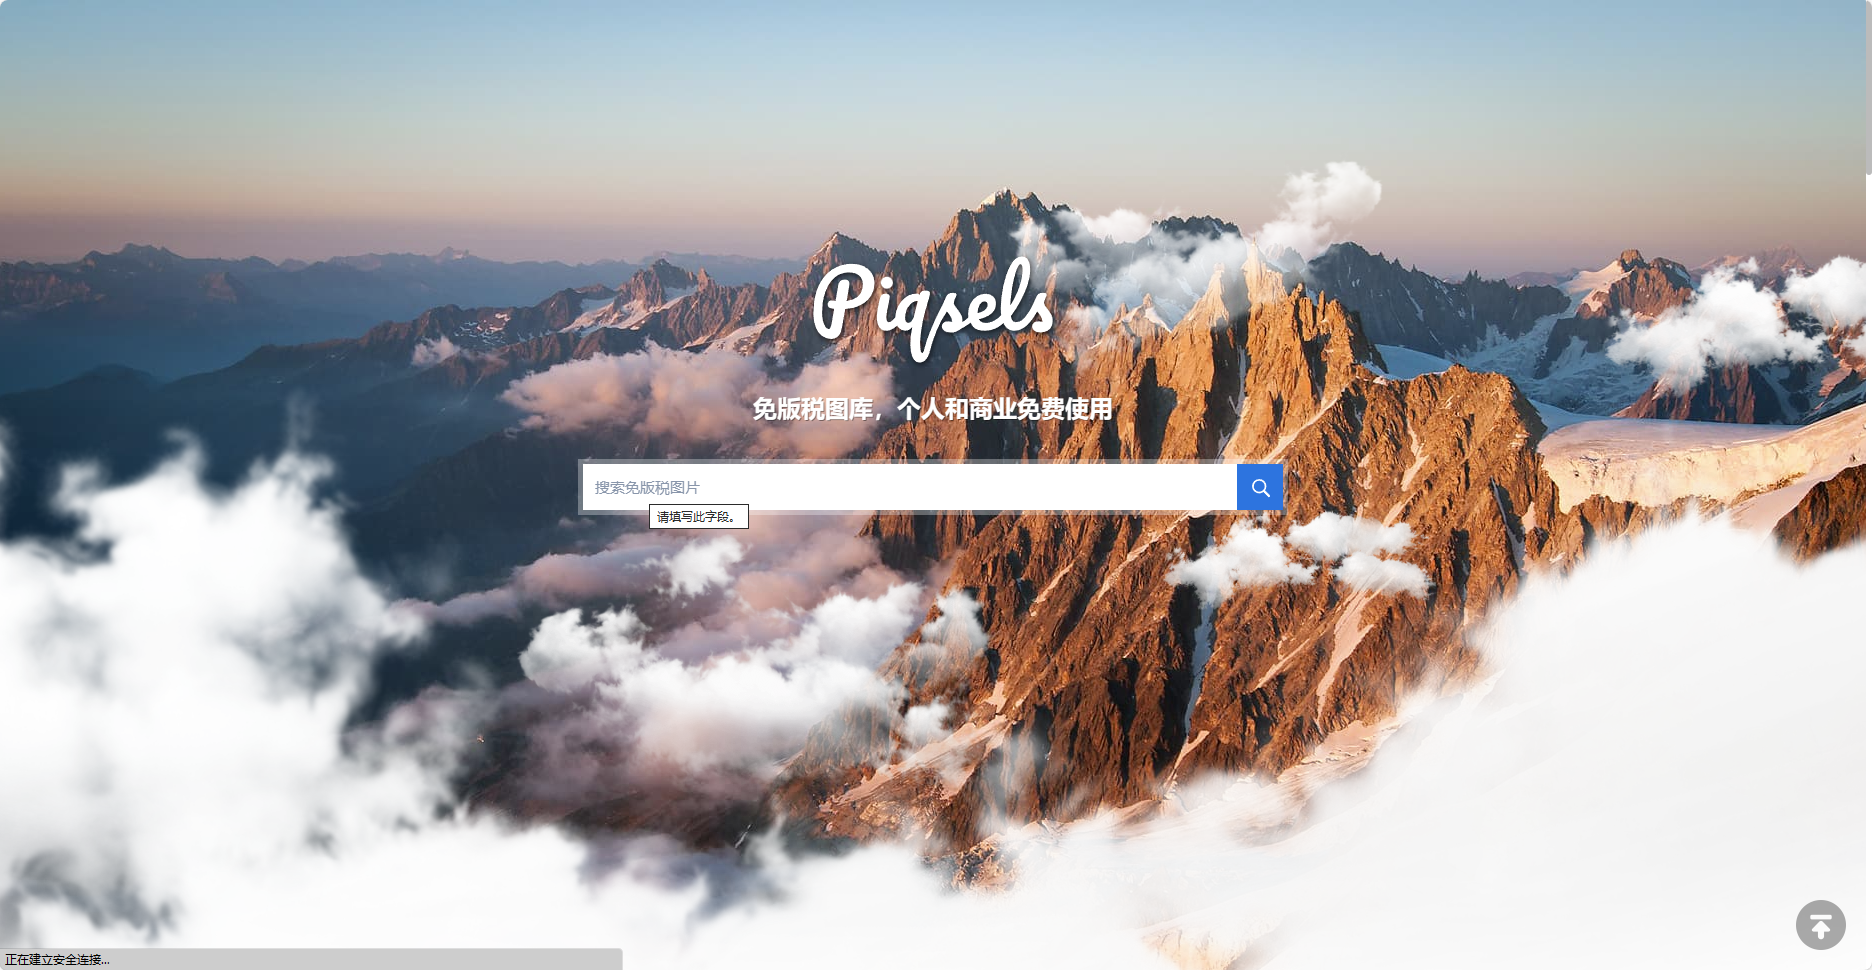 Piqsels
免版税图库，个人和商业免费使用
搜索免版税图片
请填写此字段。
正在建立安全连接...